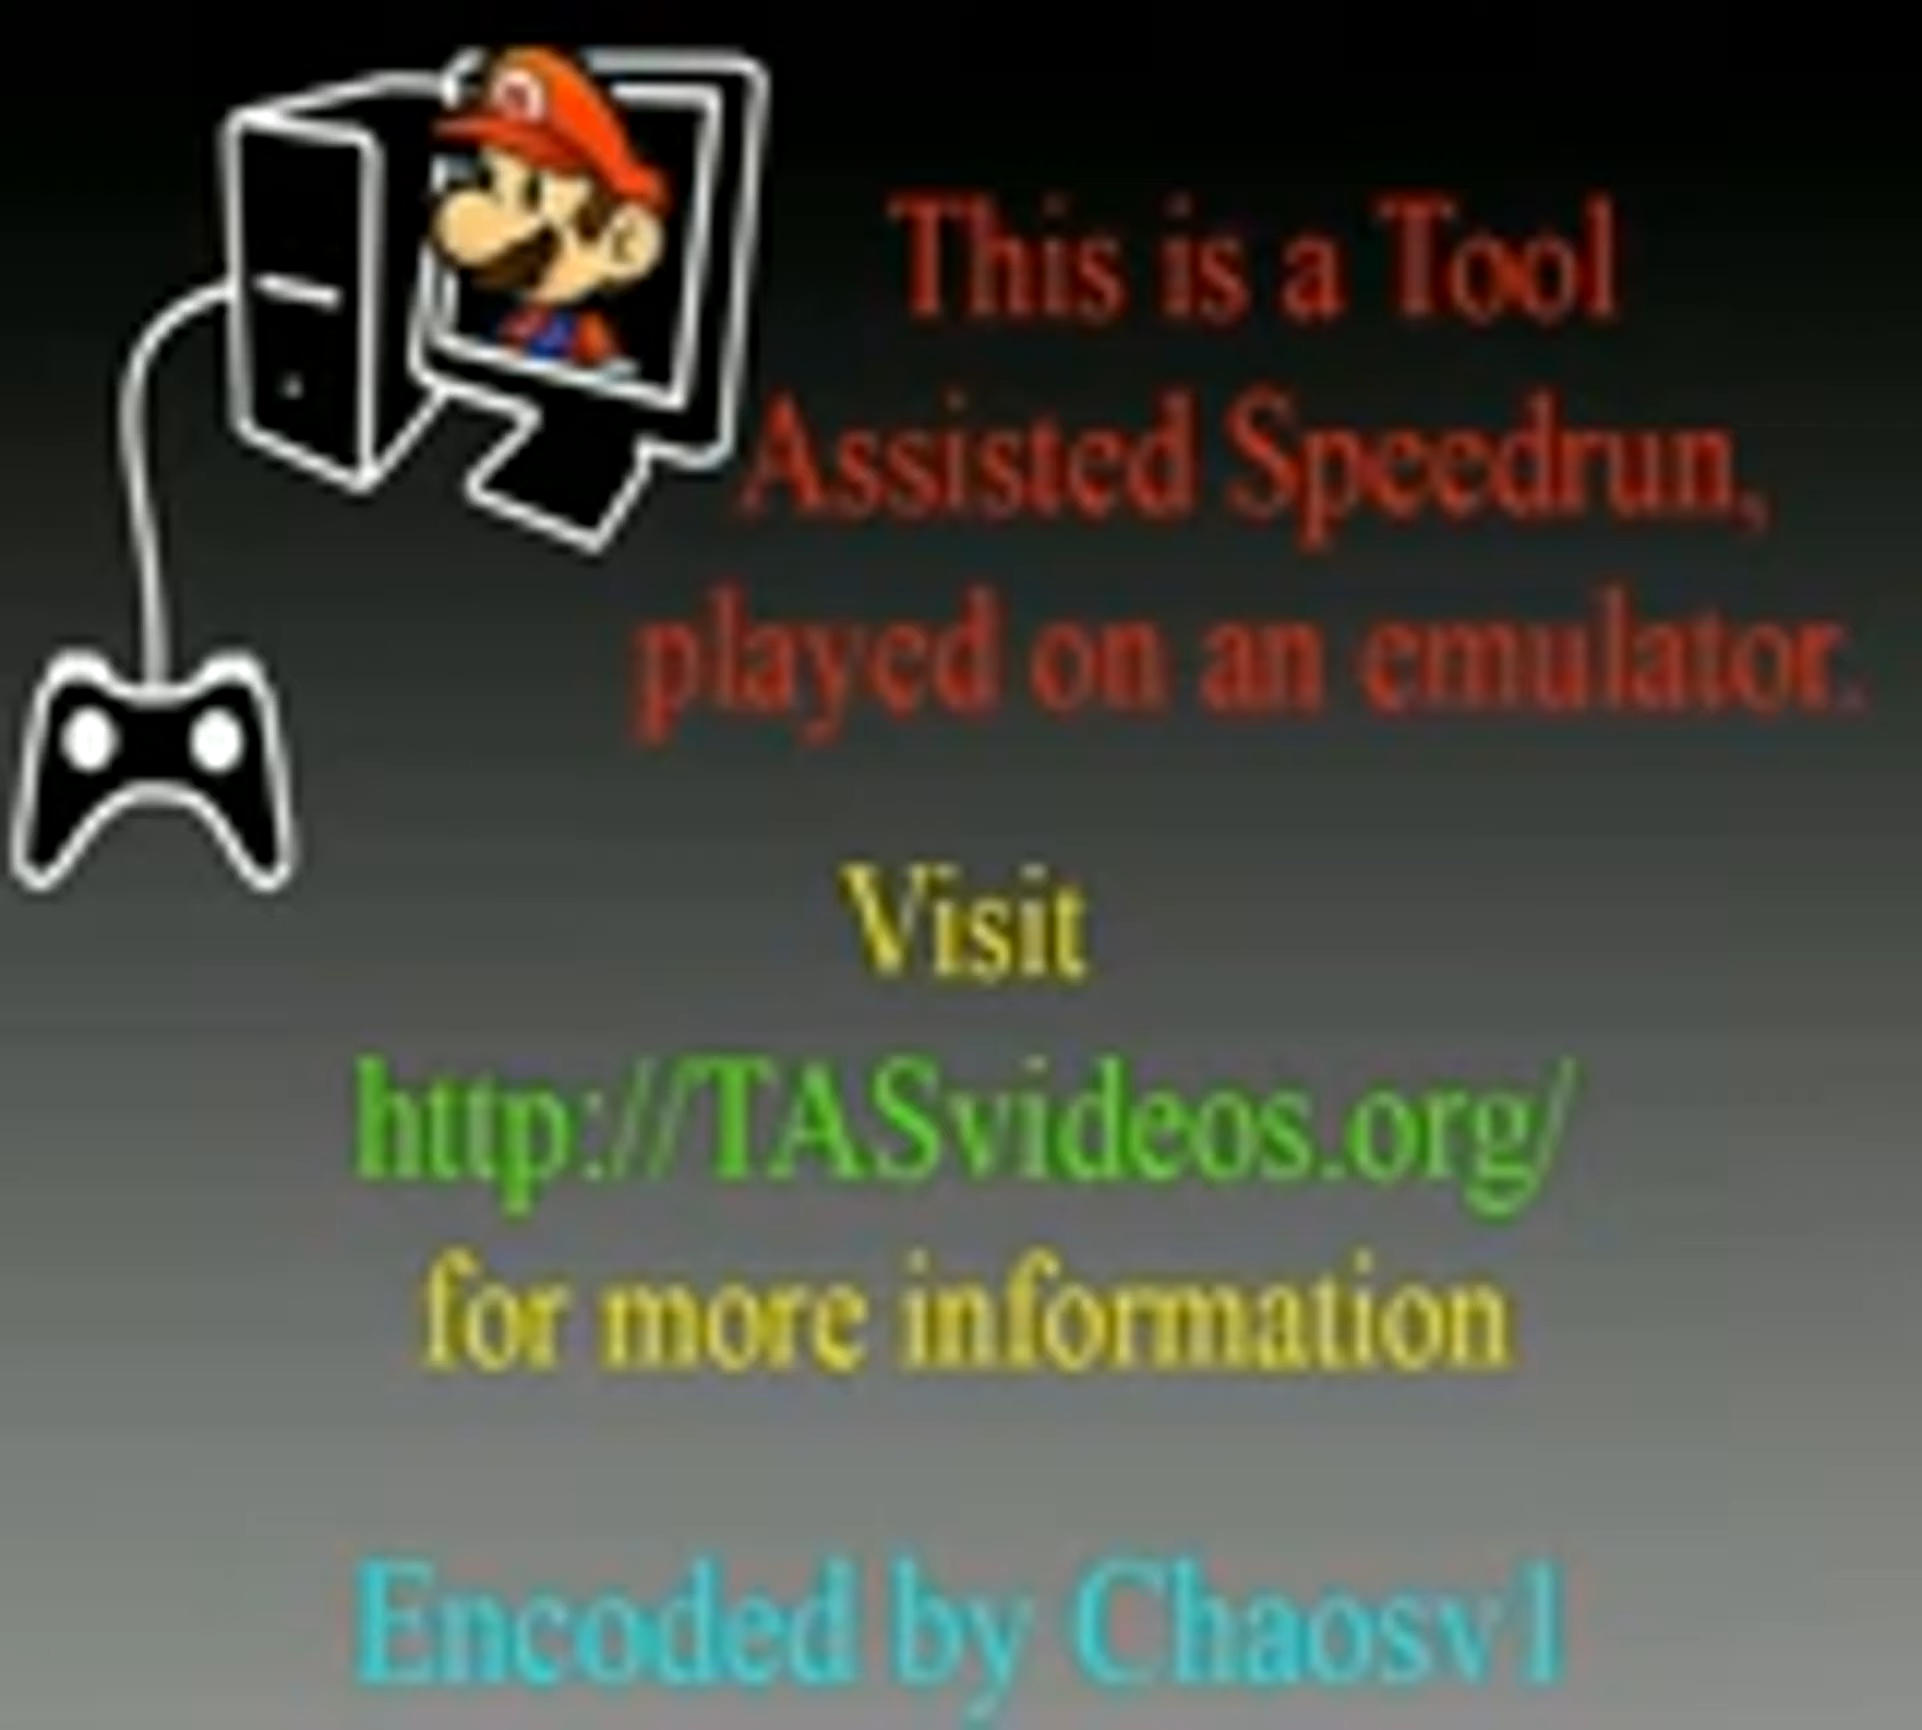 This is a Tool
Assisted Speedrun,
played on an emulator.
Visit
http://TASvideos.org/
for more information
Encoded by Chaosv1